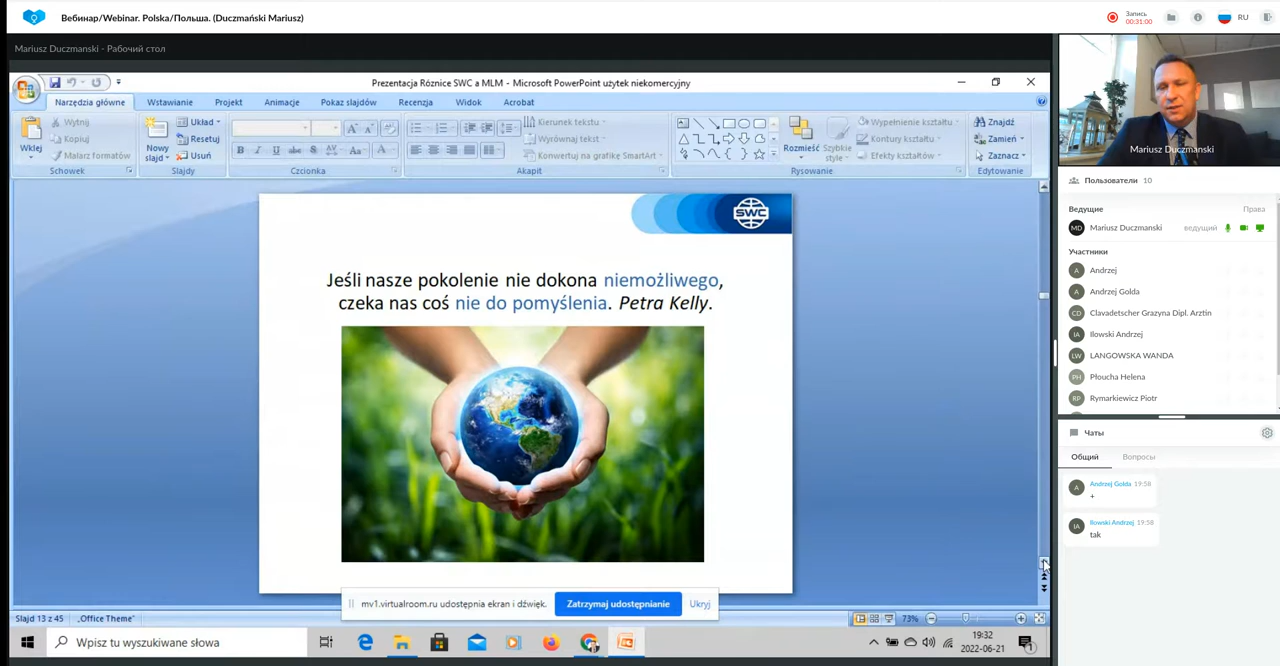 Вебинар/Webinar. Polska/Польша. (Duczmański Mariusz)
Запись
00:31:00
RU
Mariusz Duczmanski - Рабочий стол
Prezentacja Różnice SWC a MLM - Microsoft PowerPoint użytek niekomercyjny
Narzędzia główne Wstawianie Projekt Animacje Pokaz slajdów Recenzja Widok Acrobat
Wklej
Wytnij
Kopiuj
Malarz formatów
Schowek
Nowy slajd
Układ
Resetuj
Usuń
Slajdy
Czcionka
Kierunek tekstu
Wyrównaj tekst
Konwertuj na grafikę SmartArt
Akapit
Rozmieść
Szybkie style
Wypełnienie kształtu
Kontury kształtu
Efekty kształtów
Rysowanie
Znajdź
Zamień
Zaznacz
Edytowanie
SWC
Jeśli nasze pokolenie nie dokona niemożliwego,
czeka nas coś nie do pomyślenia. Petra Kelly.
mv1.virtualroom.ru udostępnia ekran i dźwięk.
Zatrzymaj udostępnianie
Ukryj
Slajd 13 z 45 „Office Theme” 73%
Wpisz tu wyszukiwane słowa
19:32
2022-06-21
Mariusz Duczmanski
Пользователи 10
Ведущие Права
MD Mariusz Duczmanski ведущий
Участники
A Andrzej
A Andrzej Golda
CD Clavadetscher Grazyna Dipl. Arztin
IA Ilowski Andrzej
LW LANGOWSKA WANDA
PH Płoucha Helena
RP Rymarkiewicz Piotr
Чаты
Общий Вопросы
A Andrzej Golda 19:58
+
IA Ilowski Andrzej 19:58
tak